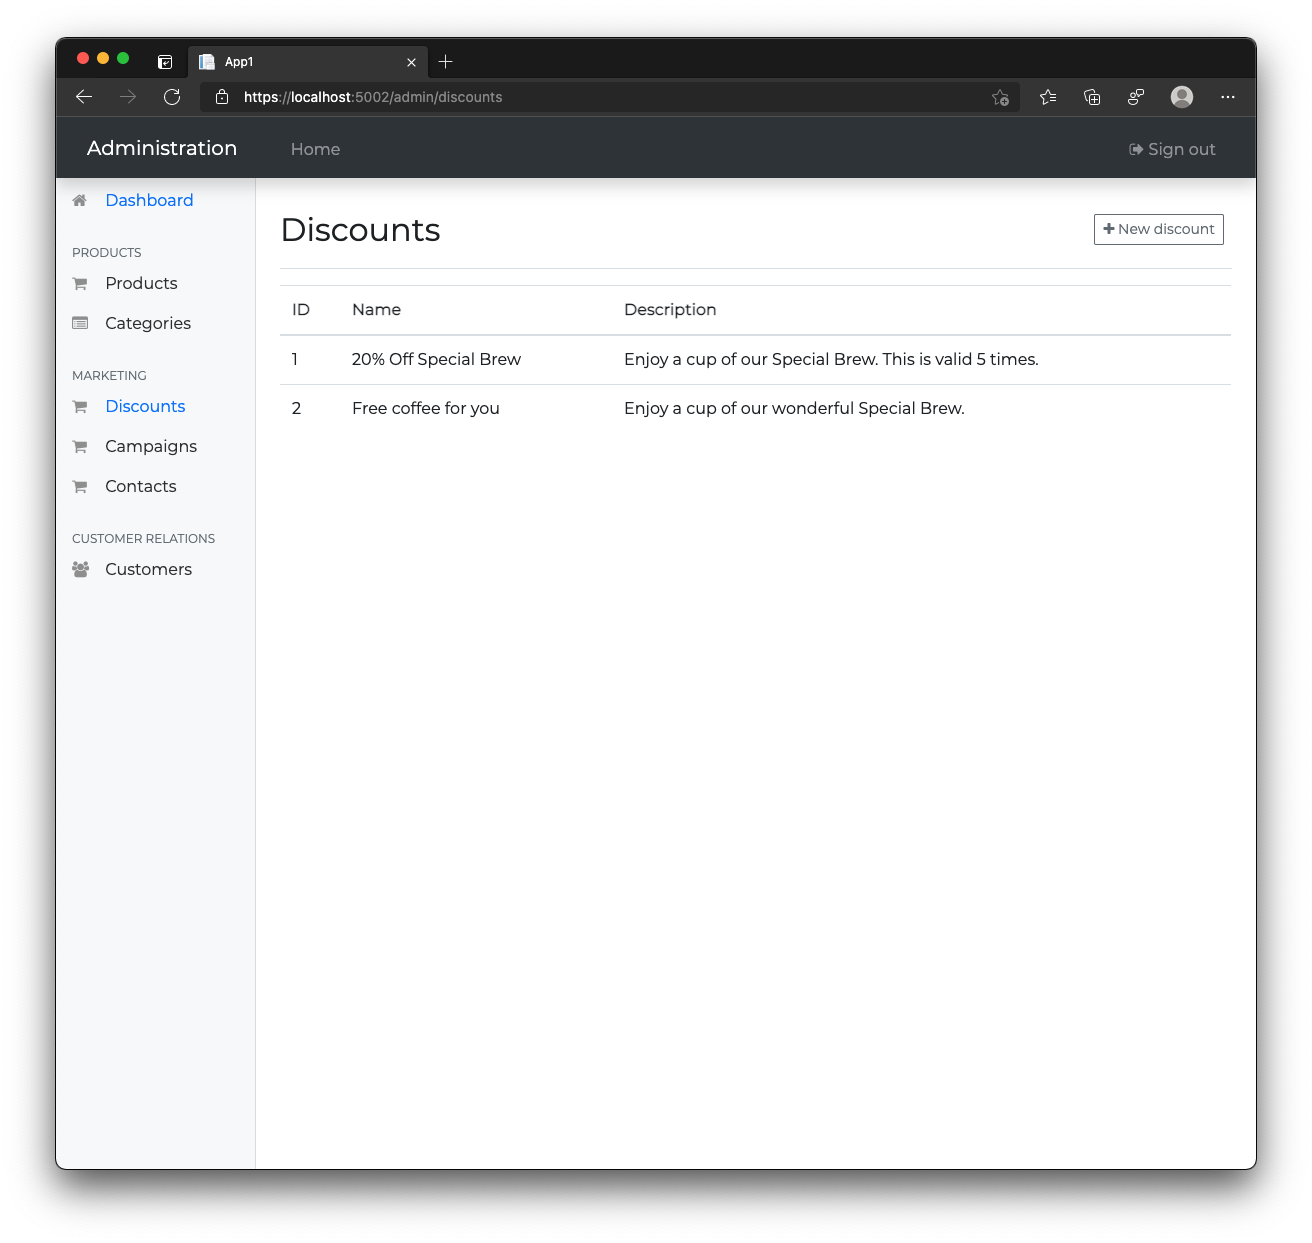 App1
https://localhost:5002/admin/discounts
Administration Home Sign out
Dashboard
PRODUCTS
Products
Categories
MARKETING
Discounts
Campaigns
Contacts
CUSTOMER RELATIONS
Customers
Discounts
New discount
ID Name Description
1 20% Off Special Brew Enjoy a cup of our Special Brew. This is valid 5 times.
2 Free coffee for you Enjoy a cup of our wonderful Special Brew.